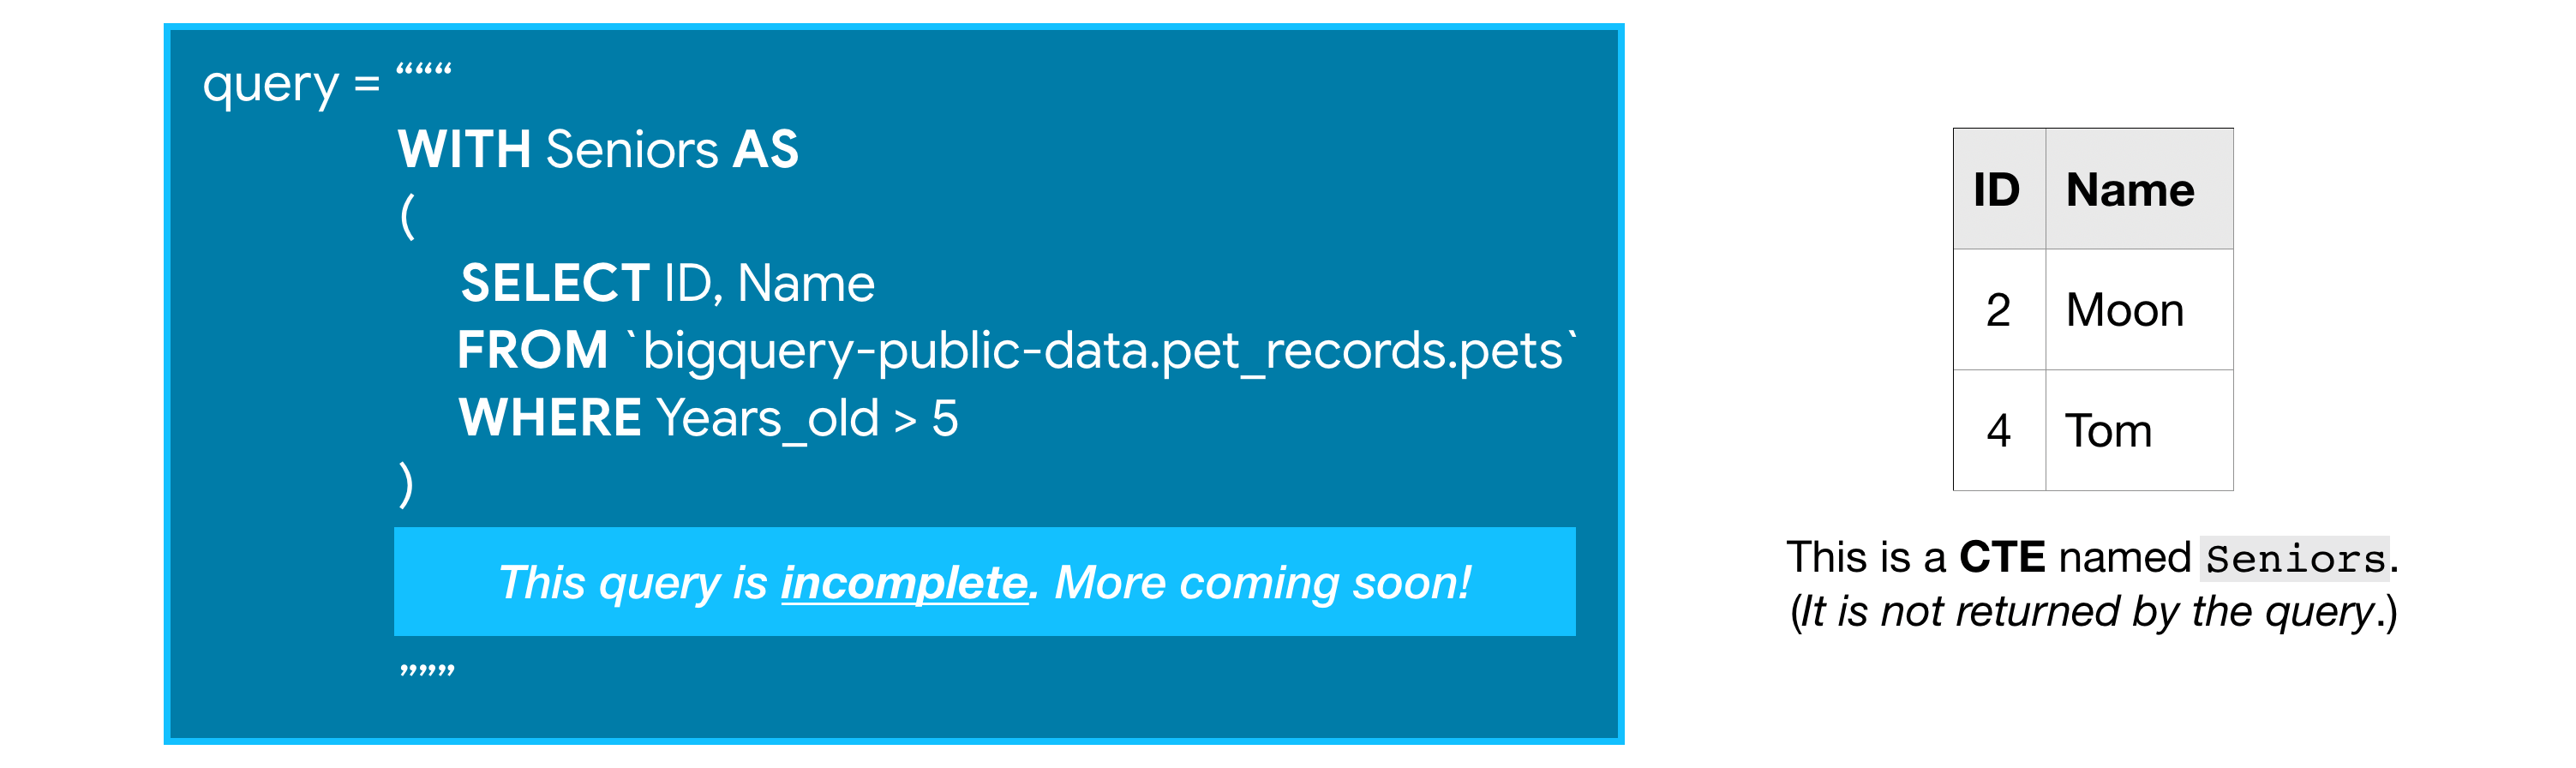 query = “““
WITH Seniors AS
(
SELECT ID, Name
FROM `bigquery-public-data.pet_records.pets`
WHERE Years_old > 5
)
This query is incomplete. More coming soon!
”””
ID Name
2 Moon
4 Tom
This is a CTE named Seniors.
(It is not returned by the query.)